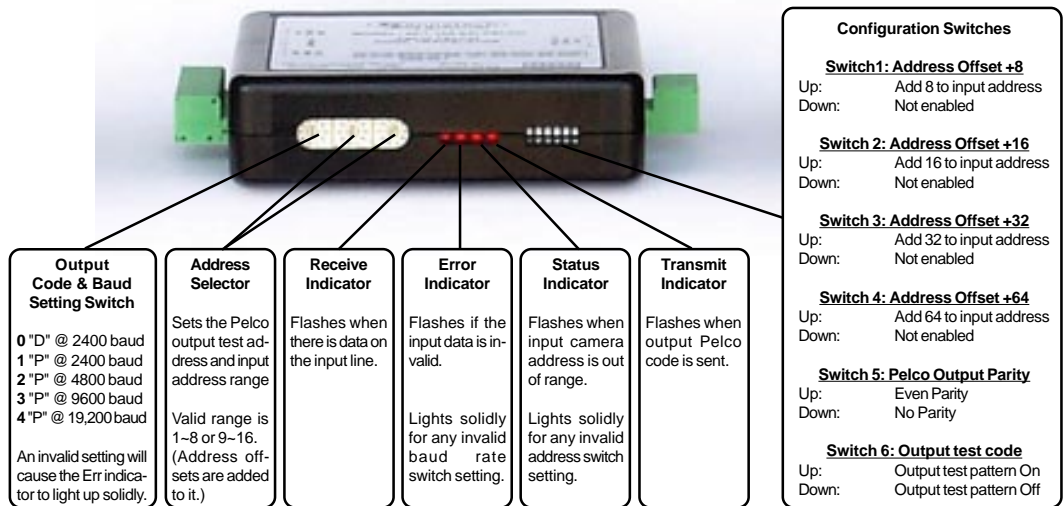 Configuration Switches
Switch1: Address Offset +8
Up: Add 8 to input address
Down: Not enabled
Switch 2: Address Offset +16
Up: Add 16 to input address
Down: Not enabled
Switch 3: Address Offset +32
Up: Add 32 to input address
Down: Not enabled
Switch 4: Address Offset +64
Up: Add 64 to input address
Down: Not enabled
Switch 5: Pelco Output Parity
Up: Even Parity
Down: No Parity
Switch 6: Output test code
Up: Output test pattern On
Down: Output test pattern Off
Output
Code & Baud
Setting Switch
0 "D" @ 2400 baud
1 "P" @ 2400 baud
2 "P" @ 4800 baud
3 "P" @ 9600 baud
4 "P" @ 19,200 baud
An invalid setting will
cause the Err indica-
tor to light up solidly.
Address
Selector
Sets the Pelco
output test ad-
dress and input
address range
Valid range is
1~8 or 9~16.
(Address off-
sets are added
to it.)
Receive
Indicator
Flashes when
there is data on
the input line.
Error
Indicator
Flashes if the
input data is in-
valid.
Lights solidly
for any invalid
baud rate
switch setting.
Status
Indicator
Flashes when
input camera
address is out
of range.
Lights solidly
for any invalid
address switch
setting.
Transmit
Indicator
Flashes when
output Pelco
code is sent.